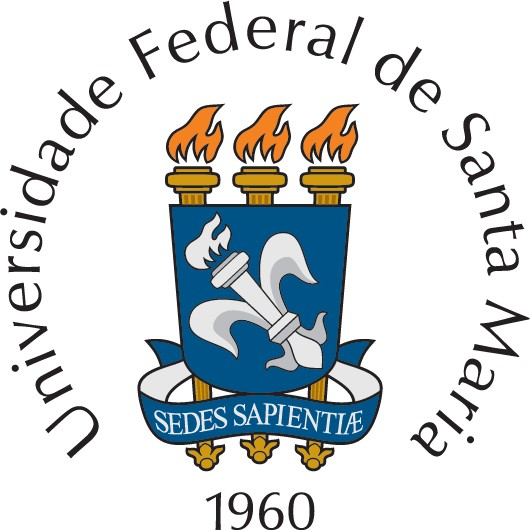 Universidade Federal de Santa Maria
SEDES SAPIENTIÆ
1960